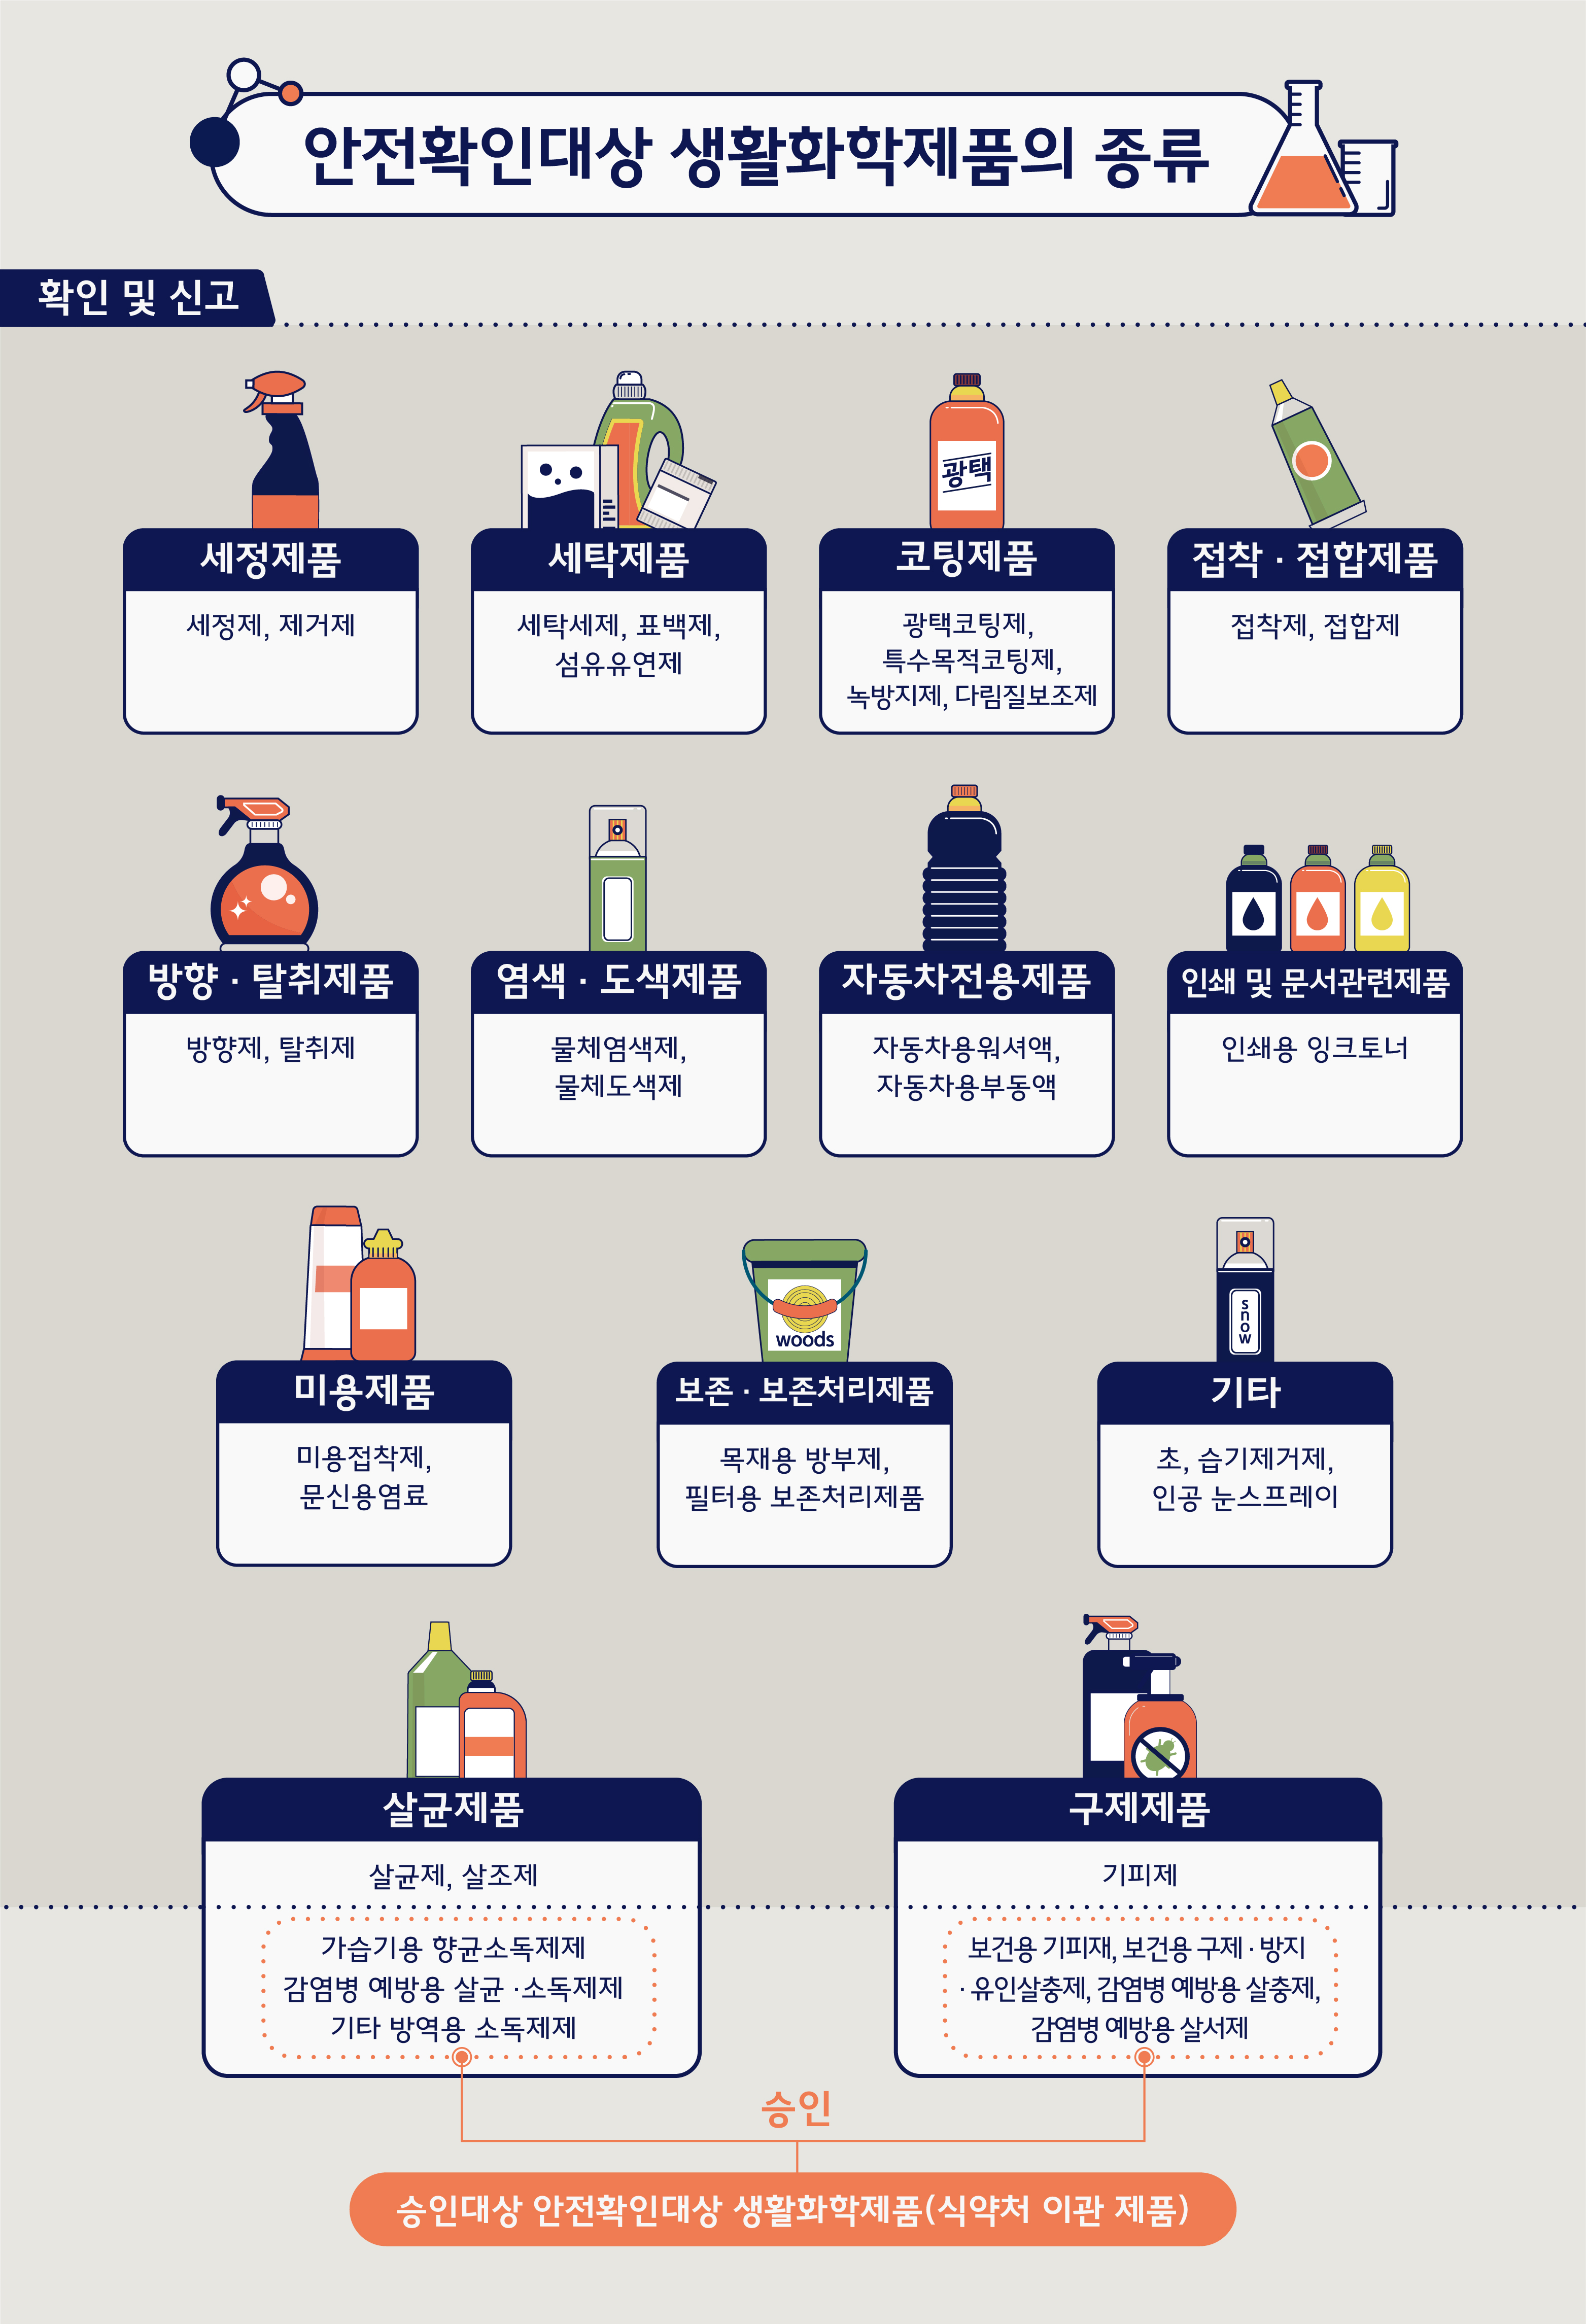 안전확인대상 생활화학제품의 종류
확인 및 신고
광택
세정제품
세정제, 제거제
세탁제품
세탁세제, 표백제,
섬유유연제
코팅제품
광택코팅제,
특수목적코팅제,
녹방지제, 다림질보조제
접착 · 접합제품
접착제, 접합제
방향 · 탈취제품
방향제, 탈취제
염색 · 도색제품
물체염색제,
물체도색제
자동차전용제품
자동차용워셔액,
자동차용부동액
인쇄 및 문서관련제품
인쇄용 잉크토너
미용제품
미용접착제,
문신용염료
woods
보존 · 보존처리제품
목재용 방부제,
필터용 보존처리제품
snow
기타
초, 습기제거제,
인공 눈스프레이
살균제품
살균제, 살조제
가습기용 향균소독제제
감염병 예방용 살균 ·소독제제
기타 방역용 소독제제
구제제품
기피제
보건용 기피재, 보건용 구제 · 방지
· 유인살충제, 감염병 예방용 살충제,
감염병 예방용 살서제
승인
승인대상 안전확인대상 생활화학제품(식약처 이관 제품)